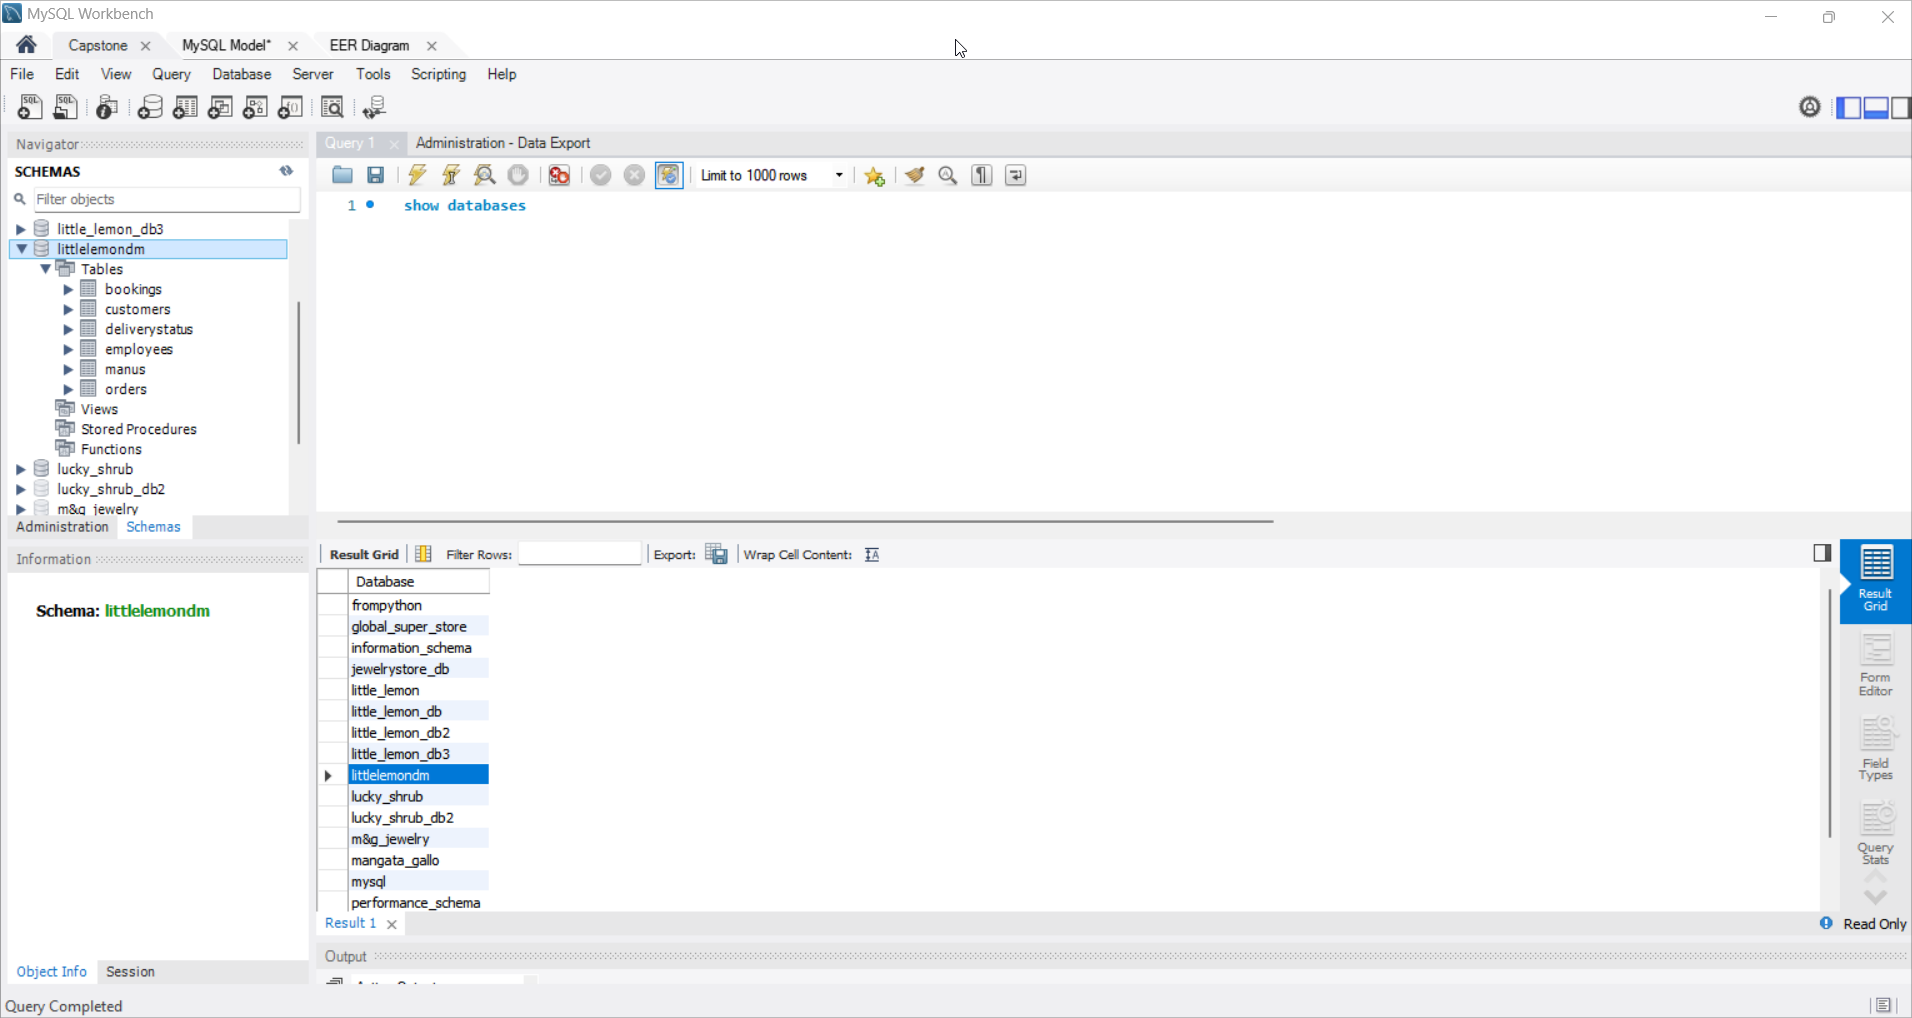 MySQL Workbench
Capstone
MySQL Model*
EER Diagram
File Edit View Query Database Server Tools Scripting Help
Navigator
SCHEMAS
Filter objects
little_lemon_db3
littlelemondm
Tables
bookings
customers
deliverystatus
employees
manus
orders
Views
Stored Procedures
Functions
lucky_shrub
lucky_shrub_db2
m&g_jewelry
Administration Schemas
Information
Schema: littlelemondm
Object Info Session
Query 1
Administration - Data Export
Limit to 1000 rows
1 show databases
Result Grid Filter Rows: Export: Wrap Cell Content:
Database
frompython
global_super_store
information_schema
jewelrystore_db
little_lemon
little_lemon_db
little_lemon_db2
little_lemon_db3
littlelemondm
lucky_shrub
lucky_shrub_db2
m&g_jewelry
mangata_gallo
mysql
performance_schema
Result Grid
Form Editor
Field Types
Query Stats
Result 1
Read Only
Output
Query Completed